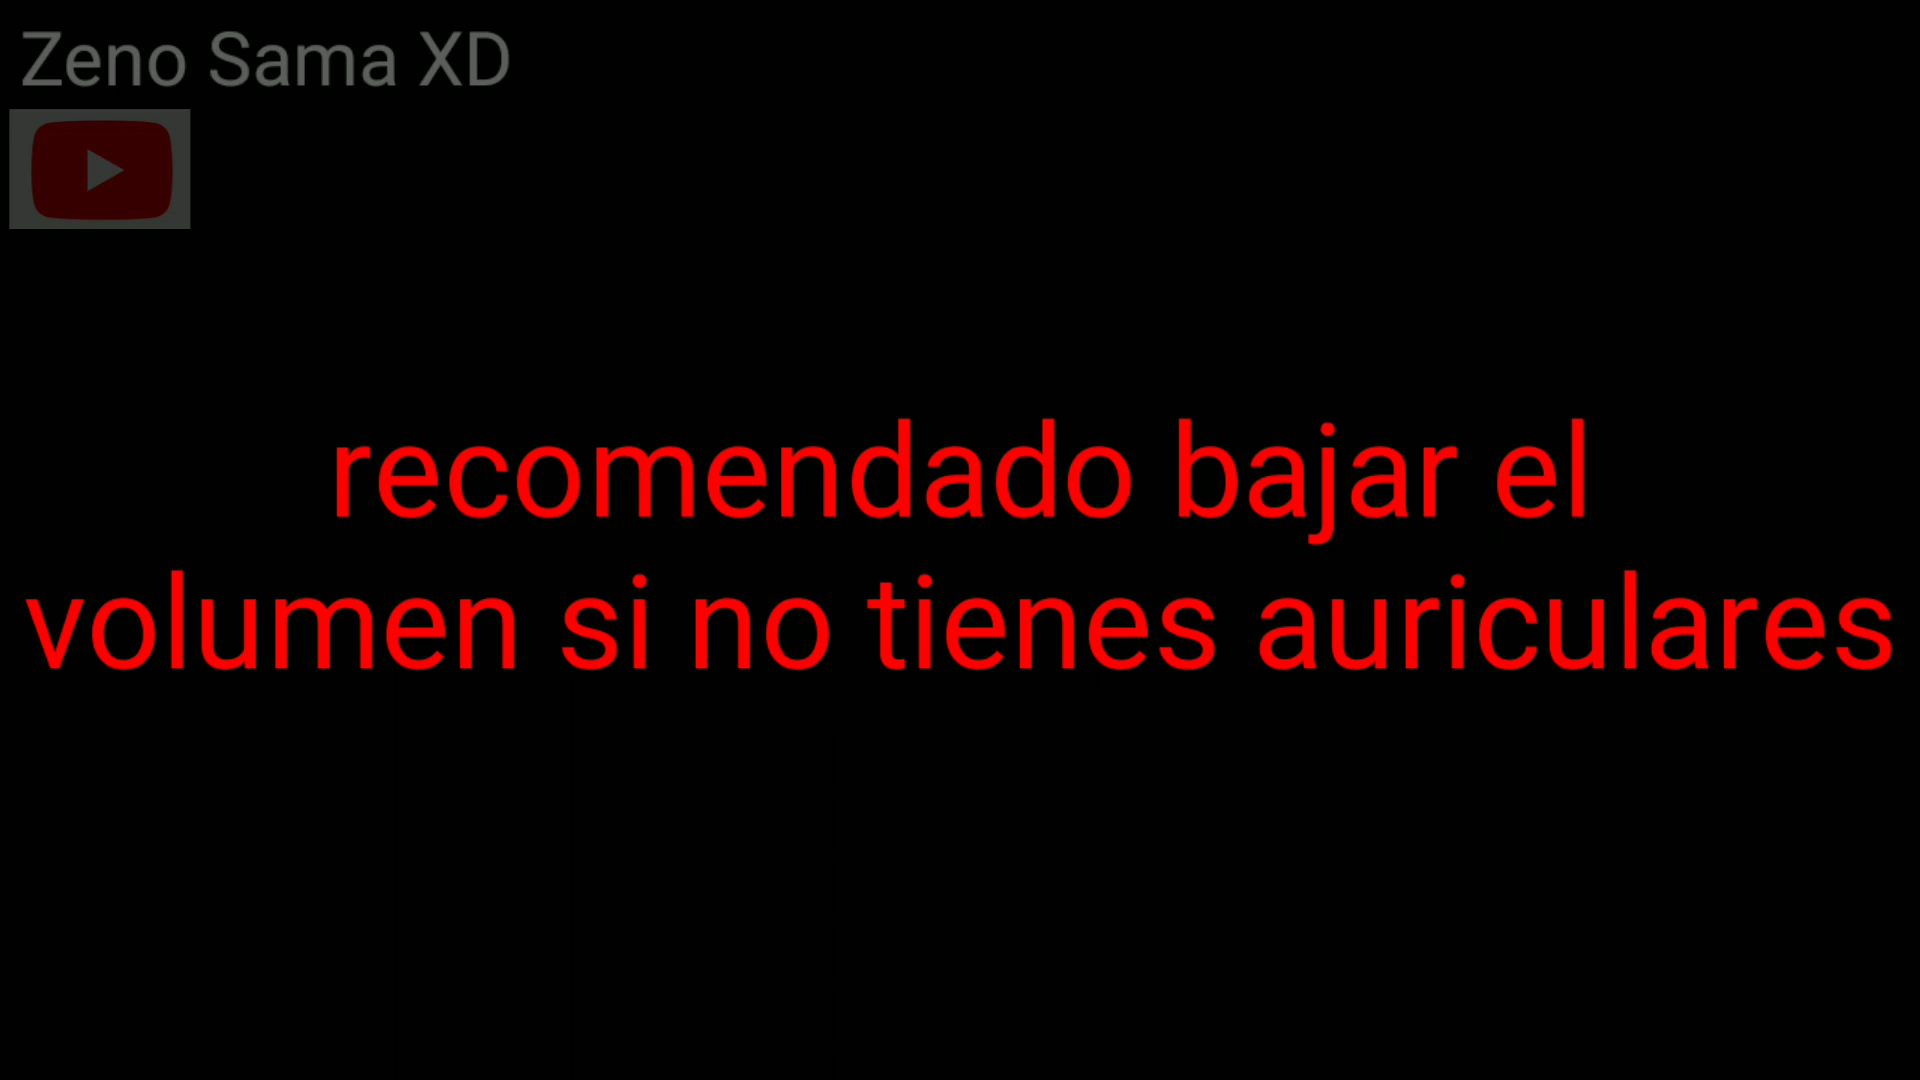 Zeno Sama XD
recomendado bajar el
volumen si no tienes auriculares